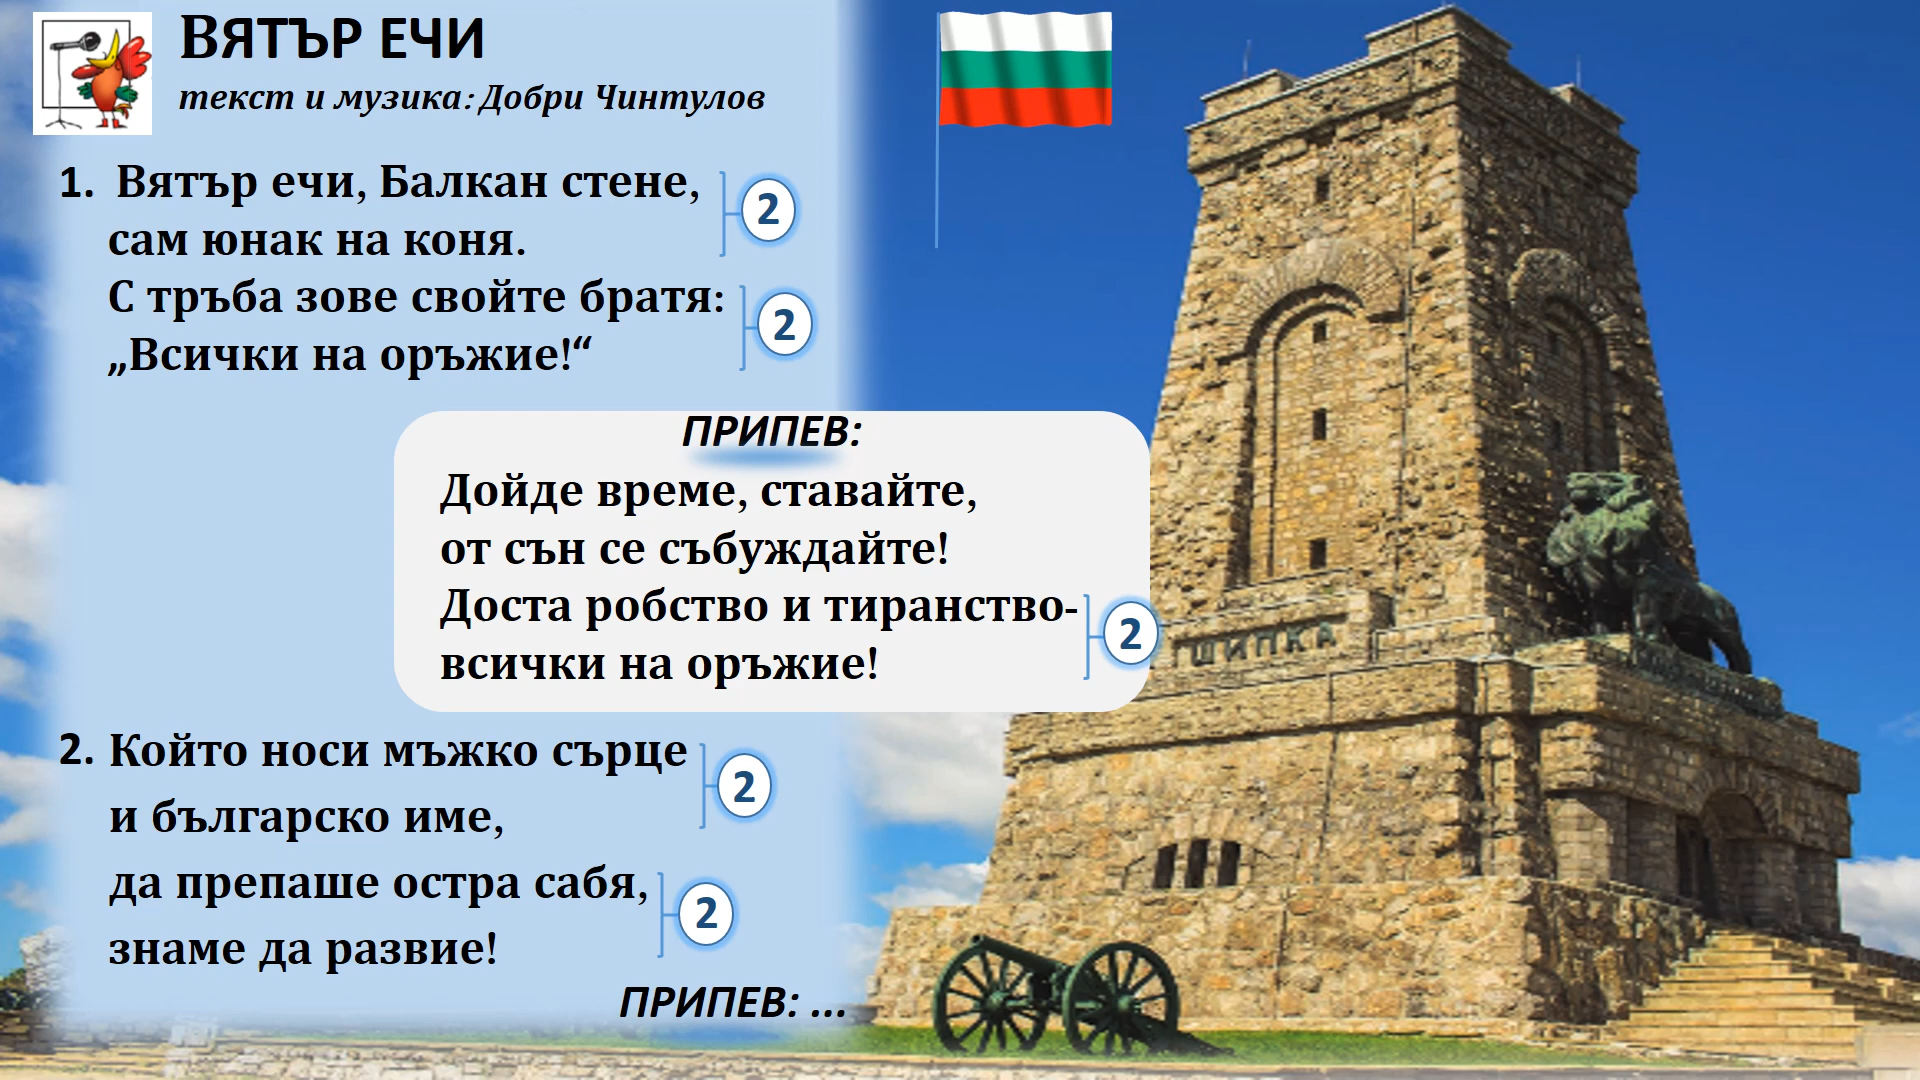 ВЯТЪР ЕЧИ
текст и музика: Добри Чинтулов
1. Вятър ечи, Балкан стене,
сам юнак на коня.
2
С тръба зове свойте братя:
„Всички на оръжие!“
2
ПРИПЕВ:
Дойде време, ставайте,
от сън се събуждайте!
Доста робство и тиранство-
всички на оръжие!
2
ШИПКА
2. Който носи мъжко сърце
и българско име,
2
да препаше остра сабя,
знаме да развие!
2
ПРИПЕВ: ...